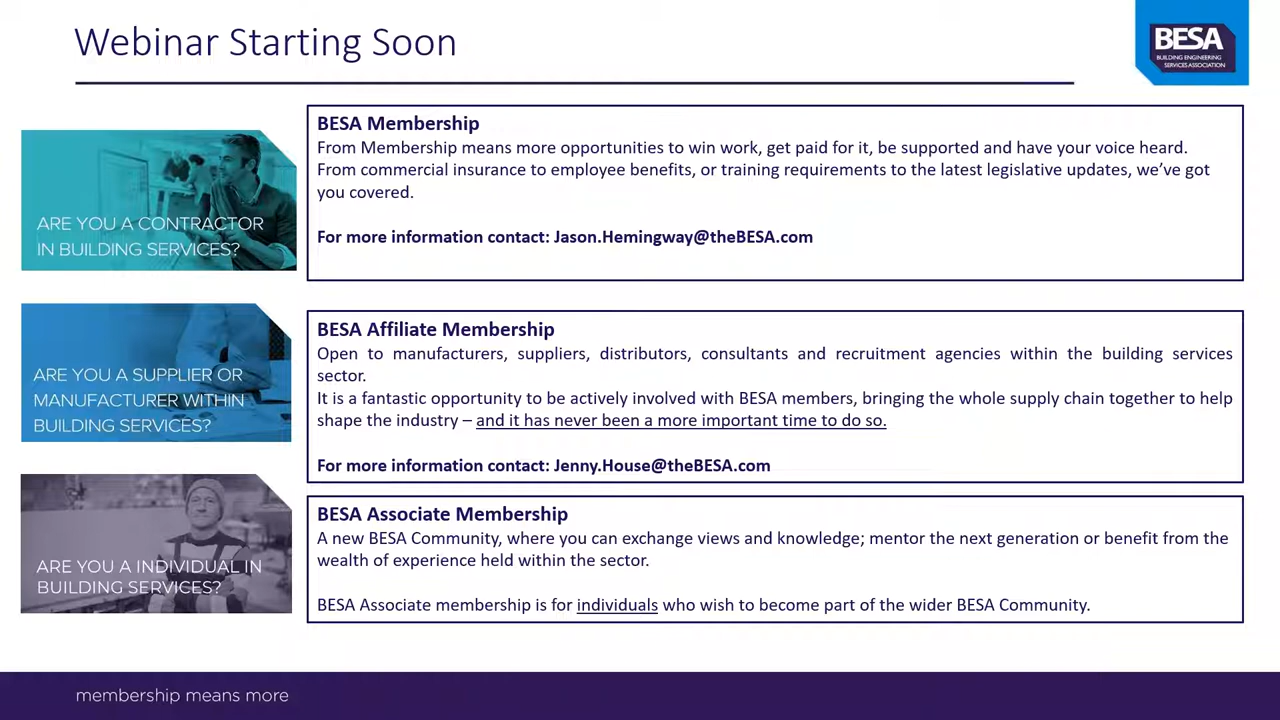 Webinar Starting Soon
BESA
BUILDING ENGINEERING
SERVICES ASSOCIATION
ARE YOU A CONTRACTOR
IN BUILDING SERVICES?
BESA Membership
From Membership means more opportunities to win work, get paid for it, be supported and have your voice heard.
From commercial insurance to employee benefits, or training requirements to the latest legislative updates, we’ve got
you covered.
For more information contact: Jason.Hemingway@theBESA.com
ARE YOU A SUPPLIER OR
MANUFACTURER WITHIN
BUILDING SERVICES?
BESA Affiliate Membership
Open to manufacturers, suppliers, distributors, consultants and recruitment agencies within the building services
sector.
It is a fantastic opportunity to be actively involved with BESA members, bringing the whole supply chain together to help
shape the industry – and it has never been a more important time to do so.
For more information contact: Jenny.House@theBESA.com
ARE YOU A INDIVIDUAL IN
BUILDING SERVICES?
BESA Associate Membership
A new BESA Community, where you can exchange views and knowledge; mentor the next generation or benefit from the
wealth of experience held within the sector.
BESA Associate membership is for individuals who wish to become part of the wider BESA Community.
membership means more